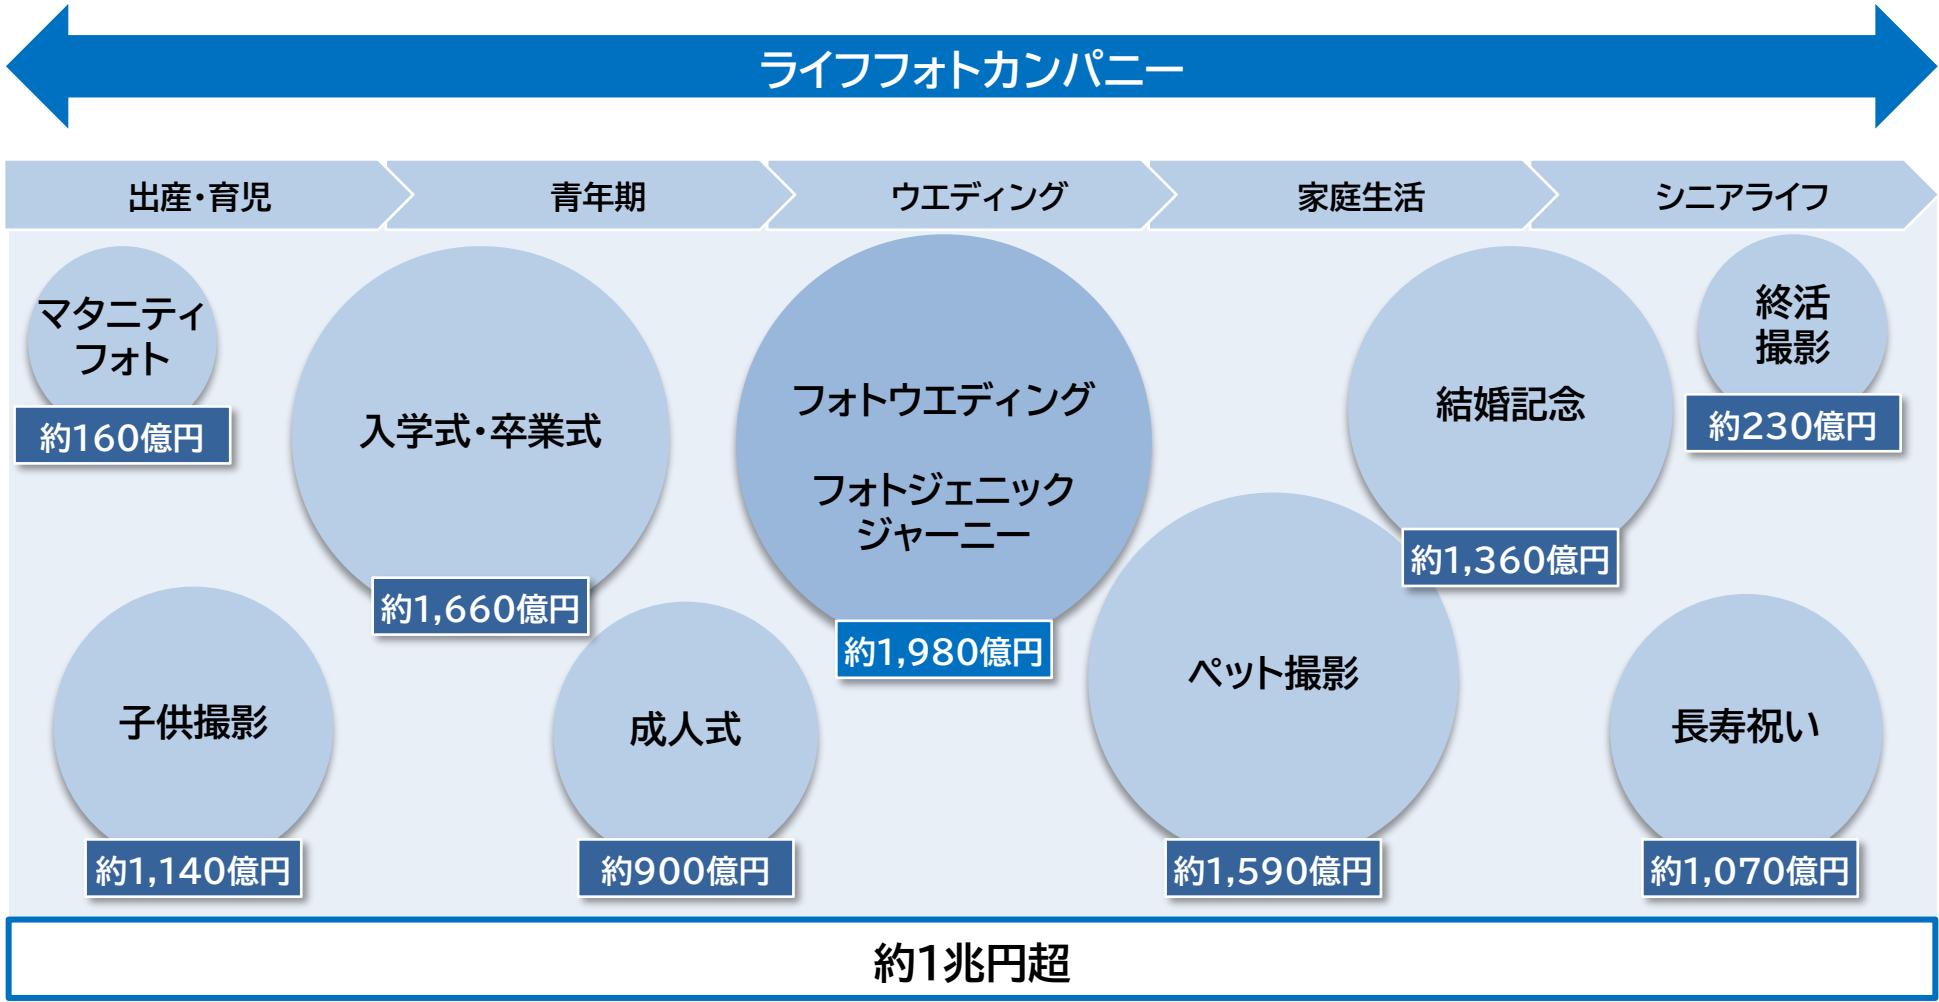 ライフフォトカンパニー
出産・育児
青年期
ウエディング
家庭生活
シニアライフ
マタニティ
フォト
約160億円
子供撮影
約1,140億円
入学式・卒業式
約1,660億円
成人式
約900億円
フォトウエディング
フォトジェニック
ジャーニー
約1,980億円
ペット撮影
約1,590億円
結婚記念
約1,360億円
終活
撮影
約230億円
長寿祝い
約1,070億円
約1兆円超